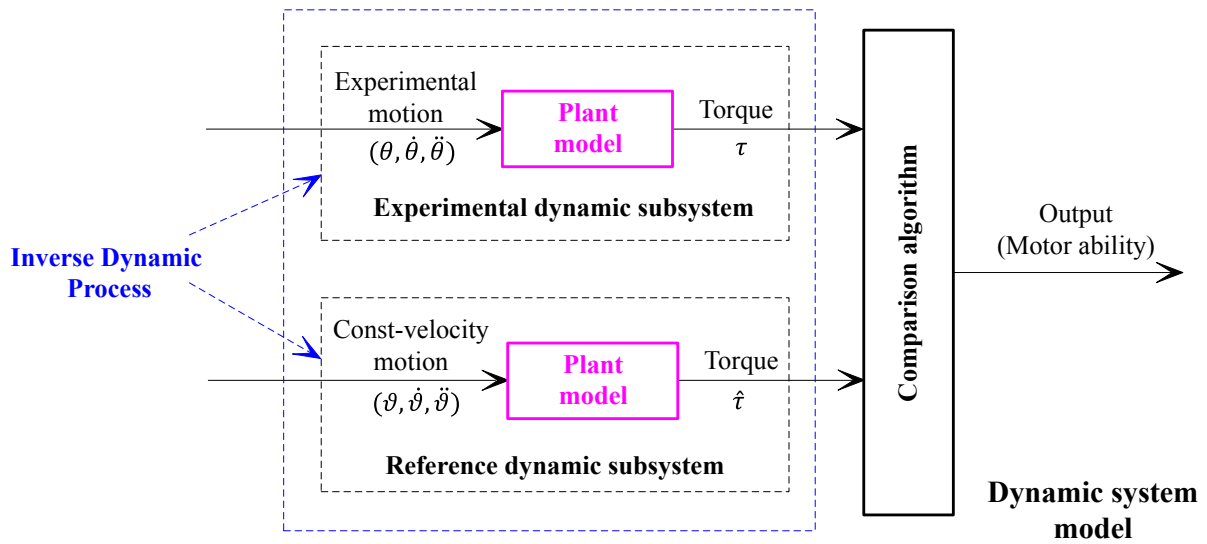 Experimental
motion
(θ, θ̇, θ̈)
Plant
model
Torque
τ
Experimental dynamic subsystem
Inverse Dynamic
Process
Const-velocity
motion
(ϑ, ϑ̇, ϑ̈)
Plant
model
Torque
τ̂
Reference dynamic subsystem
Comparison algorithm
Output
(Motor ability)
Dynamic system
model